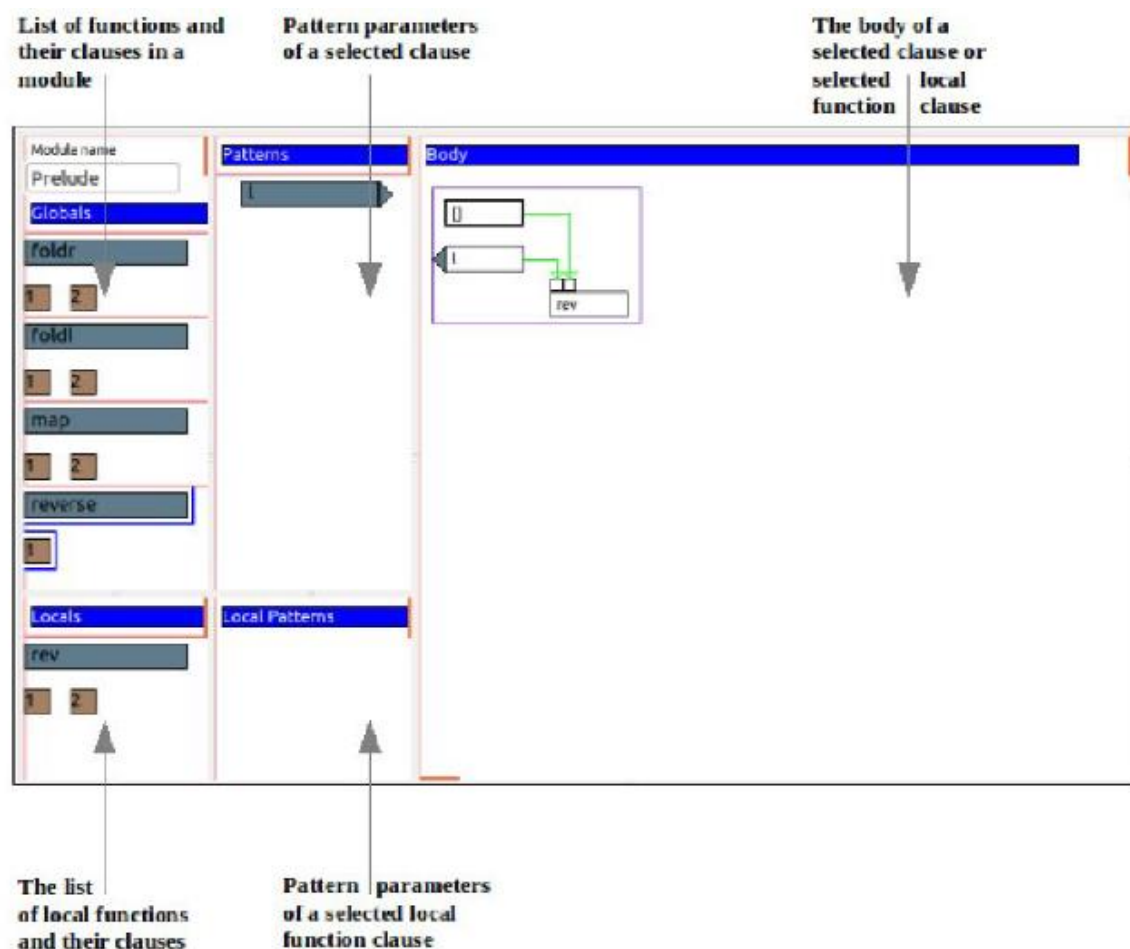 List of functions and
their clauses in a
module
Pattern parameters
of a selected clause
The body of a
selected clause or
selected local
function clause
Module name
Prelude
Globals
foldr
1 2
foldl
1 2
map
1 2
reverse
1
Patterns
l
Body
[]
l
rev
Locals
rev
1 2
Local Patterns
The list
of local functions
and their clauses
Pattern parameters
of a selected local
function clause